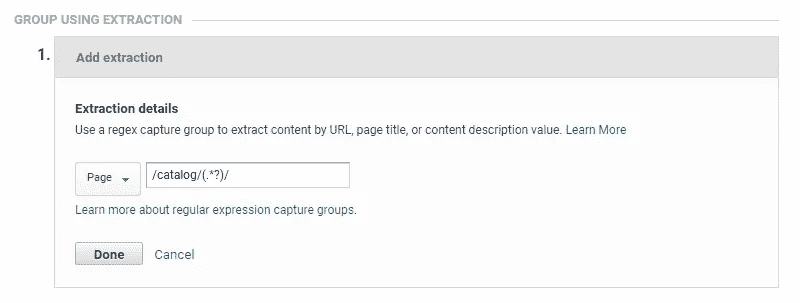 GROUP USING EXTRACTION
1. Add extraction
Extraction details
Use a regex capture group to extract content by URL, page title, or content description value. Learn More
Page /catalog/(.*?)/
Learn more about regular expression capture groups.
Done Cancel